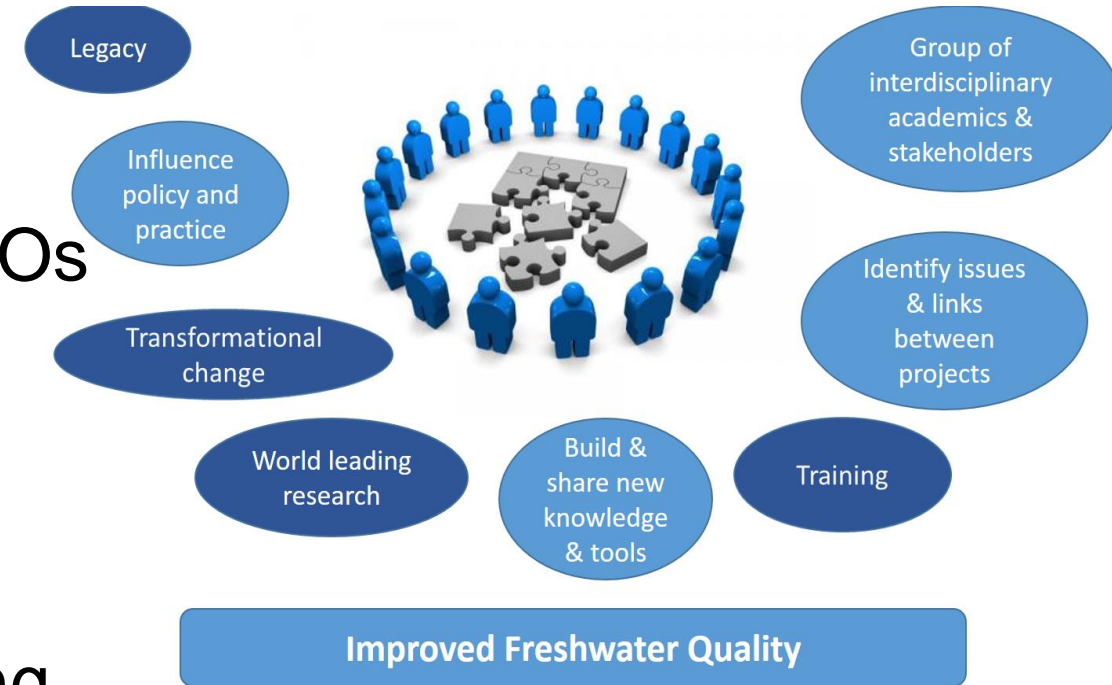 Legacy
Group of
interdisciplinary
academics &
stakeholders
Influence
policy and
practice
Os
Identify issues
& links
between
projects
Transformational
change
World leading
research
Build &
share new
knowledge
& tools
Training
Improved Freshwater Quality
ng